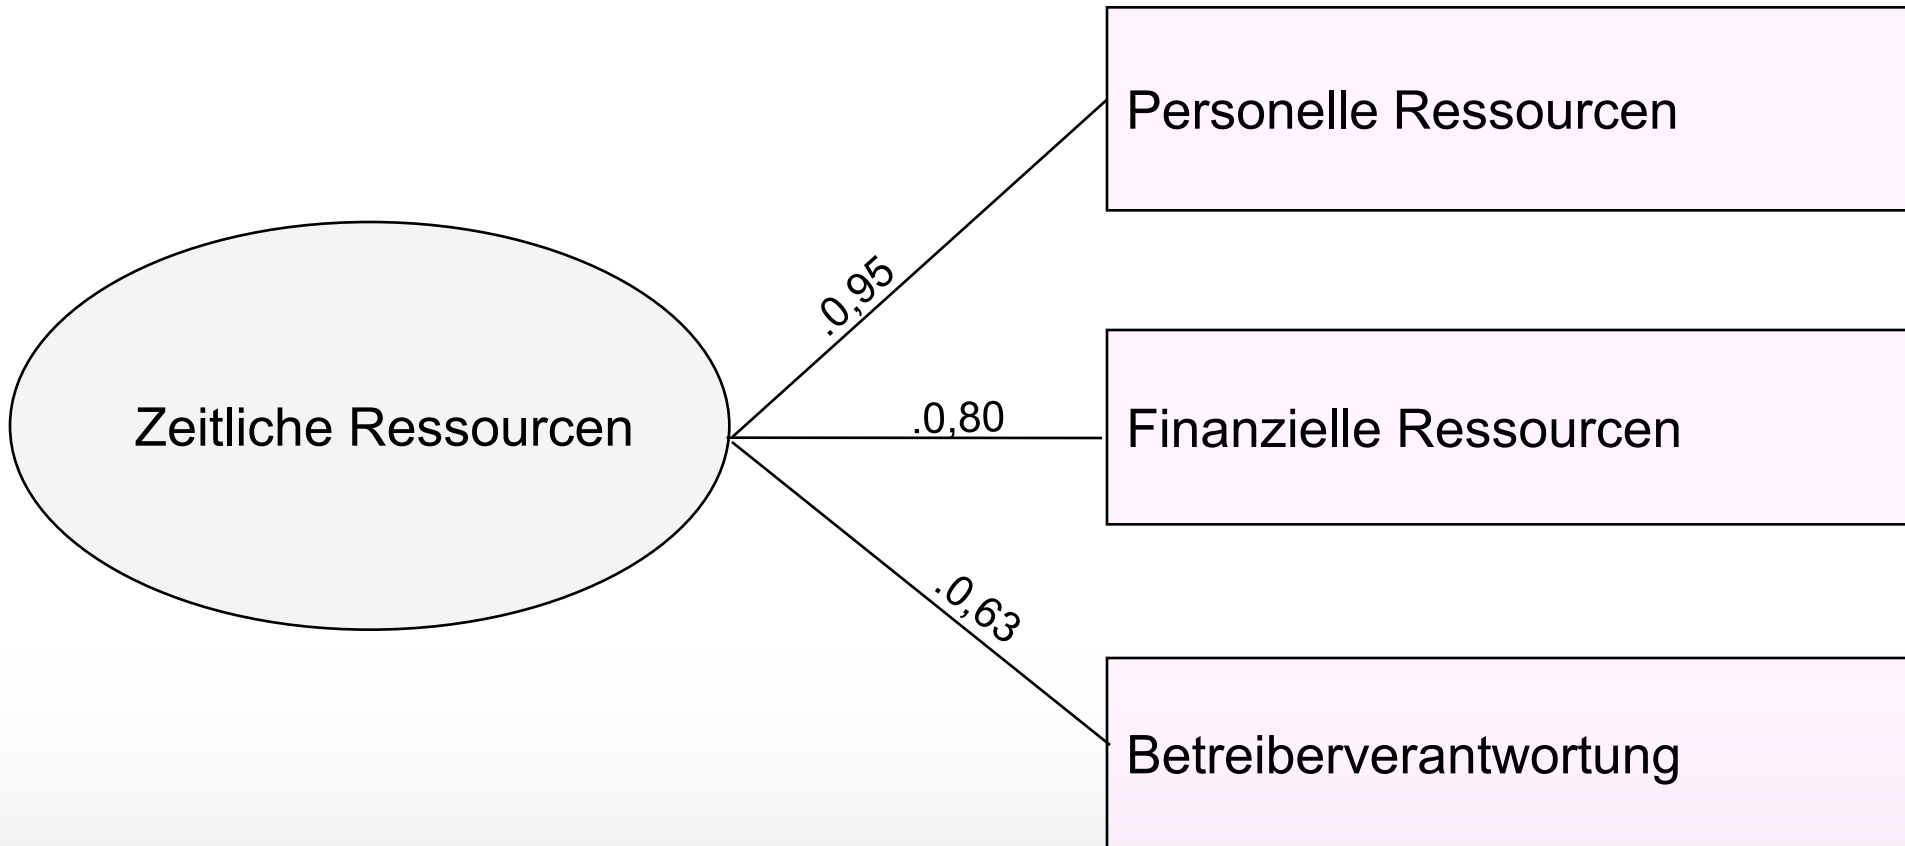 Personelle Ressourcen
.0,95
Zeitliche Ressourcen
.0,80
Finanzielle Ressourcen
.0,63
Betreiberverantwortung